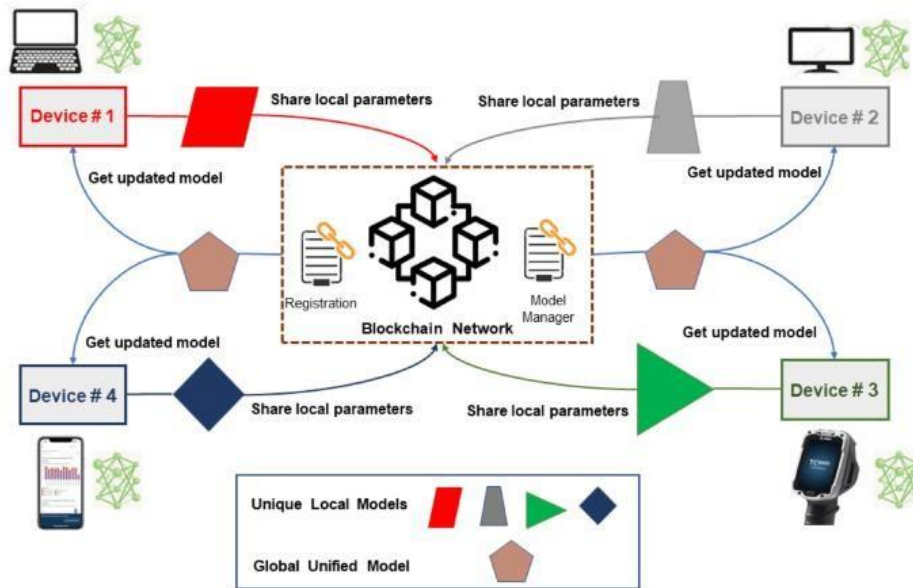 Share local parameters
Share local parameters
Device # 1
Device # 2
Get updated model
Get updated model
Registration
Model
Manager
Blockchain Network
Get updated model
Get updated model
Device # 4
Device # 3
Share local parameters
Share local parameters
Unique Local Models
Global Unified Model